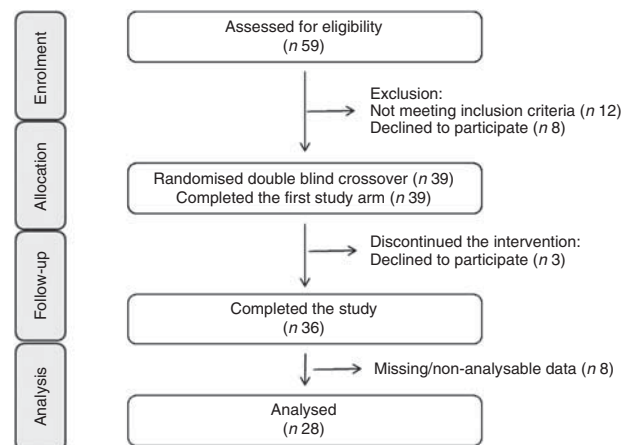 Enrolment
Assessed for eligibility
(n 59)
Exclusion:
Not meeting inclusion criteria (n 12)
Declined to participate (n 8)
Allocation
Randomised double blind crossover (n 39)
Completed the first study arm (n 39)
Discontinued the intervention:
Declined to participate (n 3)
Follow-up
Completed the study
(n 36)
Missing/non-analysable data (n 8)
Analysis
Analysed
(n 28)